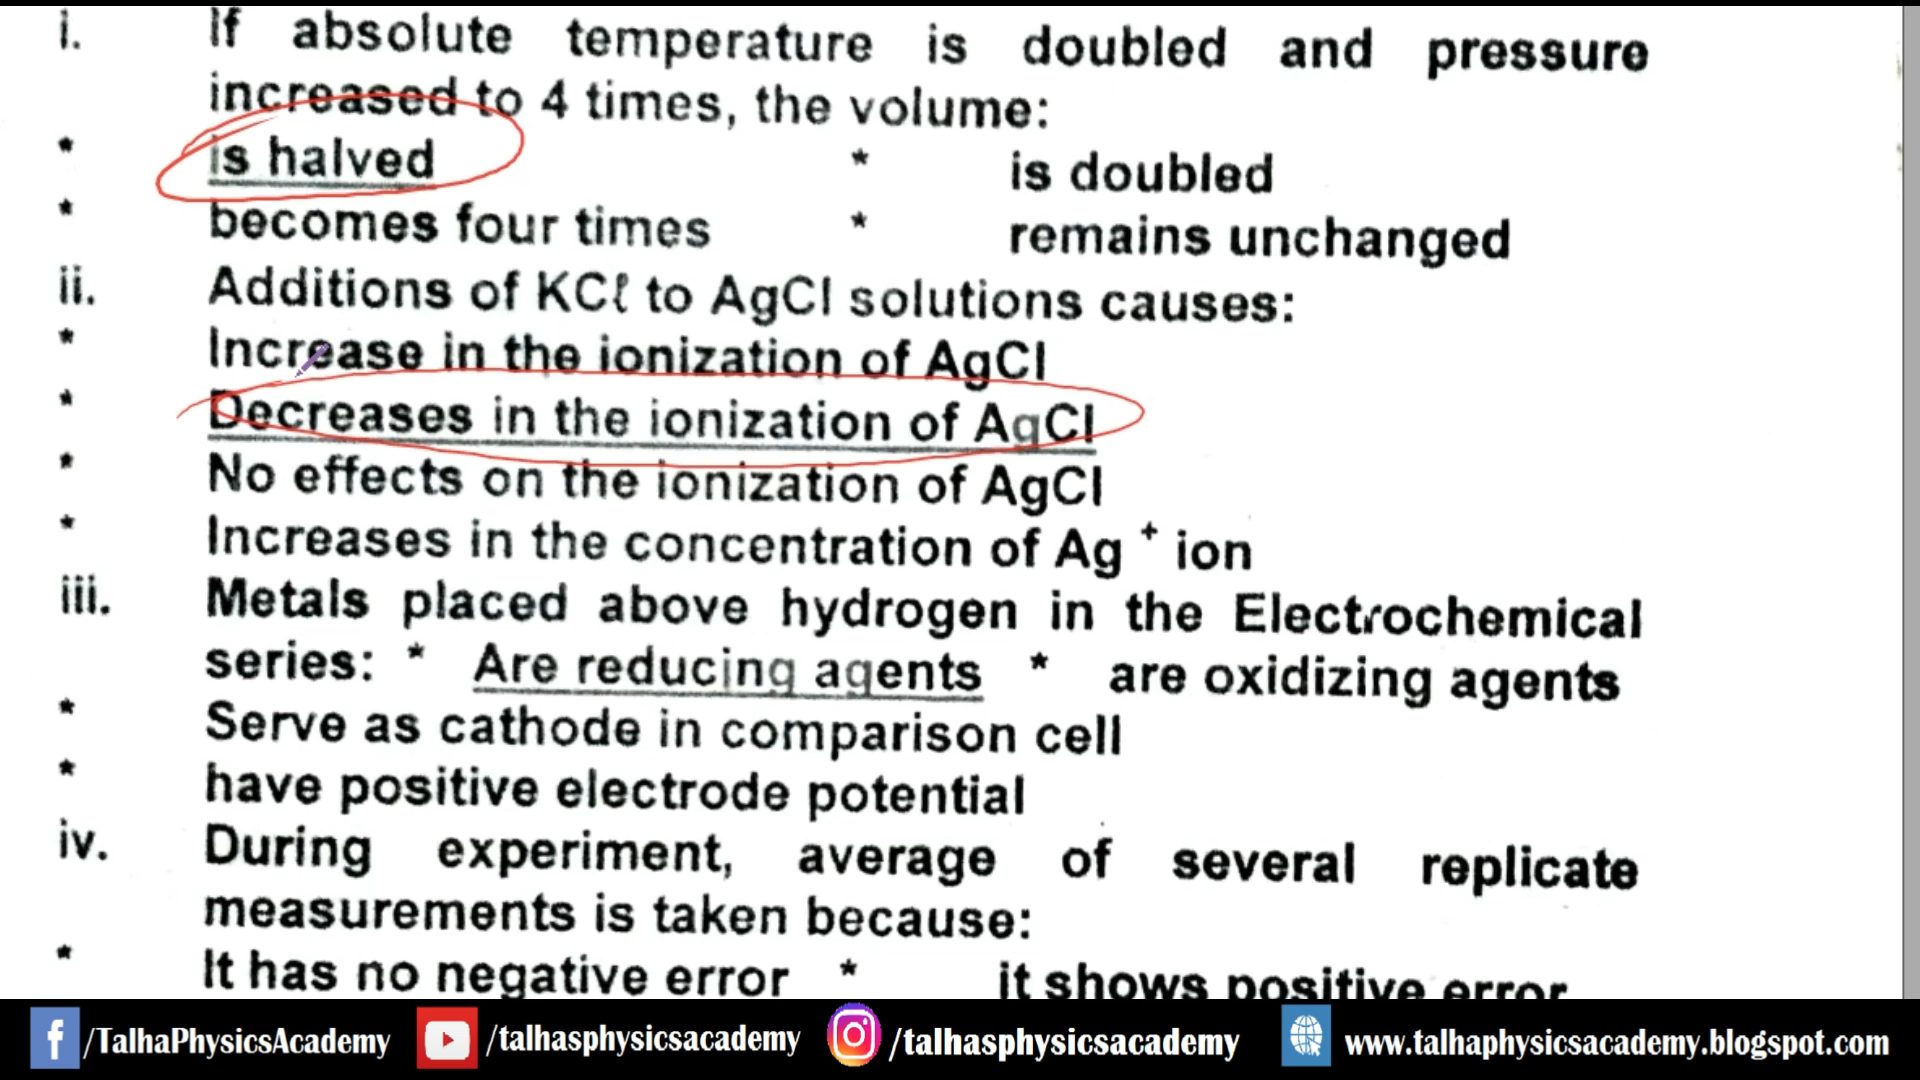 i. If absolute temperature is doubled and pressure
increased to 4 times, the volume:
* is halved * is doubled
* becomes four times * remains unchanged
ii. Additions of KCℓ to AgCl solutions causes:
* Increase in the ionization of AgCl
* Decreases in the ionization of AgCl
* No effects on the ionization of AgCl
* Increases in the concentration of Ag⁺ ion
iii. Metals placed above hydrogen in the Electrochemical
series: * Are reducing agents * are oxidizing agents
* Serve as cathode in comparison cell
* have positive electrode potential
iv. During experiment, average of several replicate
measurements is taken because:
* It has no negative error * it shows positive error
/TalhaPhysicsAcademy /talhasphysicsacademy /talhasphysicsacademy www.talhaphysicsacademy.blogspot.com